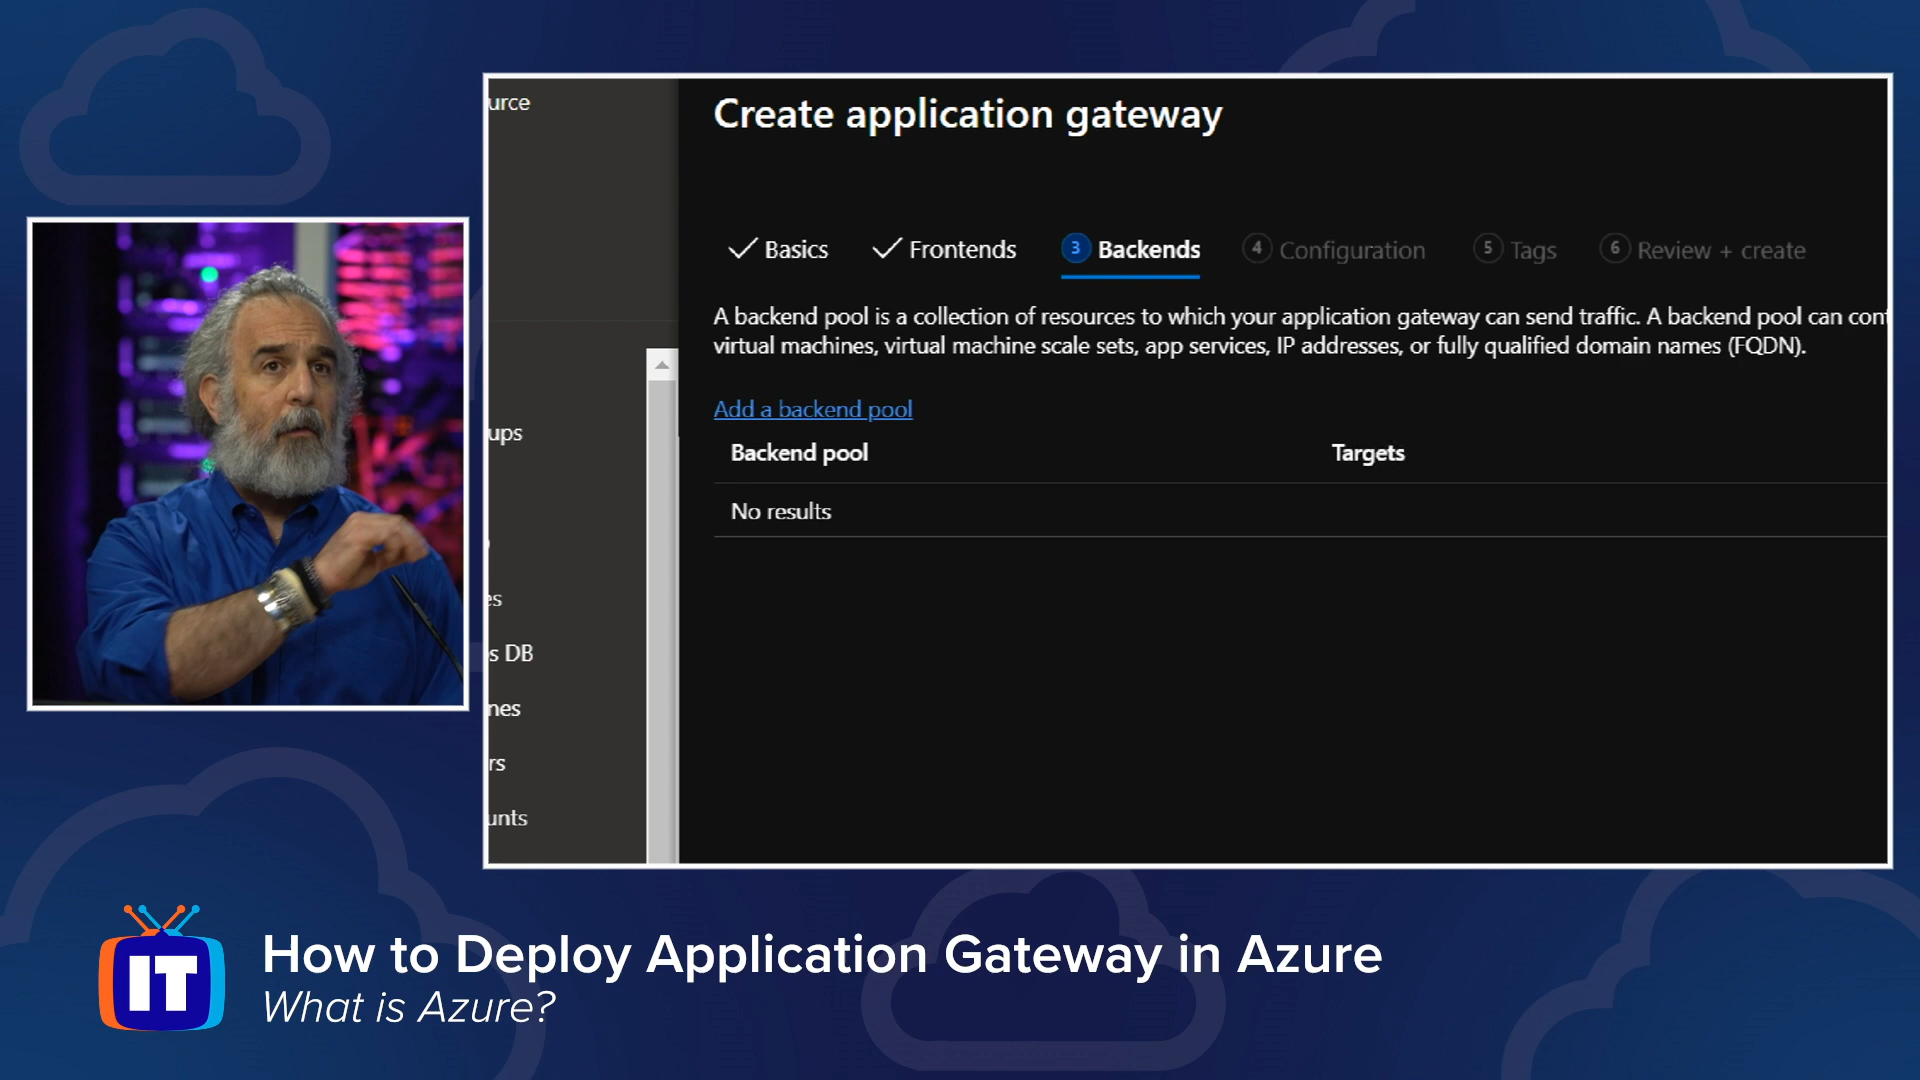 urce
ups
es
s DB
nes
rs
unts
Create application gateway
Basics
Frontends
3 Backends
4 Configuration
5 Tags
6 Review + create
A backend pool is a collection of resources to which your application gateway can send traffic. A backend pool can
virtual machines, virtual machine scale sets, app services, IP addresses, or fully qualified domain names (FQDN).
Add a backend pool
Backend pool Targets
No results
IT
How to Deploy Application Gateway in Azure
What is Azure?